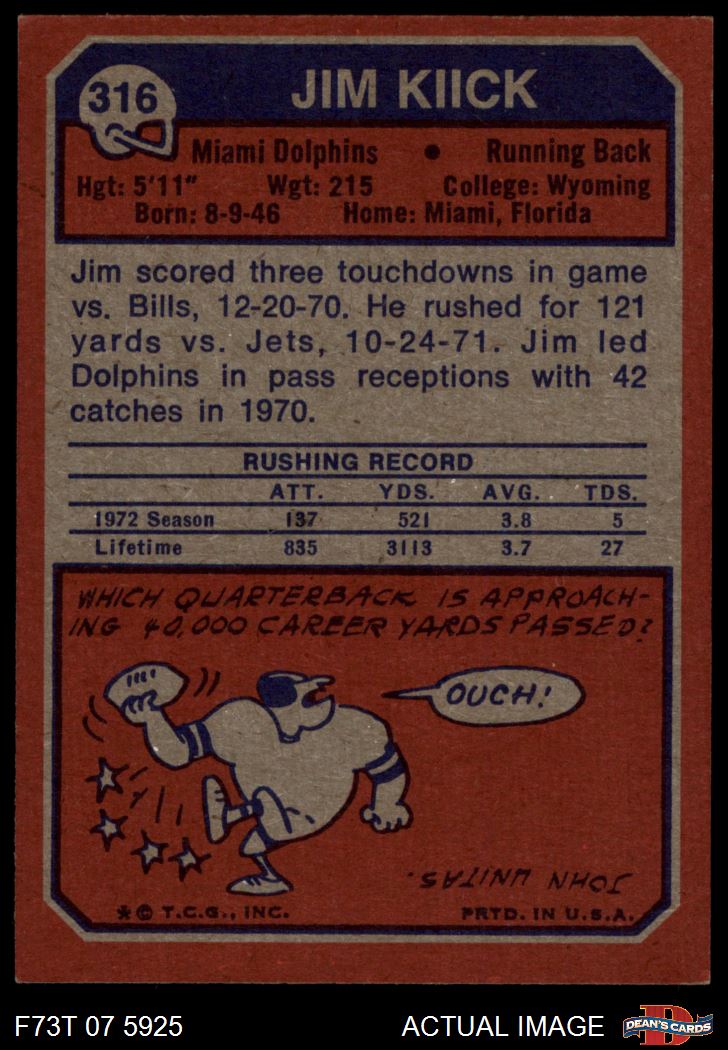 316
JIM KIICK
Miami Dolphins • Running Back
Hgt: 5'11" Wgt: 215 College: Wyoming
Born: 8-9-46 Home: Miami, Florida
Jim scored three touchdowns in game
vs. Bills, 12-20-70. He rushed for 121
yards vs. Jets, 10-24-71. Jim led
Dolphins in pass receptions with 42
catches in 1970.
RUSHING RECORD
ATT. YDS. AVG. TDS.
1972 Season 137 521 3.8 5
Lifetime 835 3113 3.7 27
WHICH QUARTERBACK IS APPROACH-
ING 40,000 CAREER YARDS PASSED?
OUCH!
JOHN UNITAS.
* © T.C.G., INC. PRTD. IN U.S.A.
F73T 07 5925 ACTUAL IMAGE
D
DEAN'S CARDS